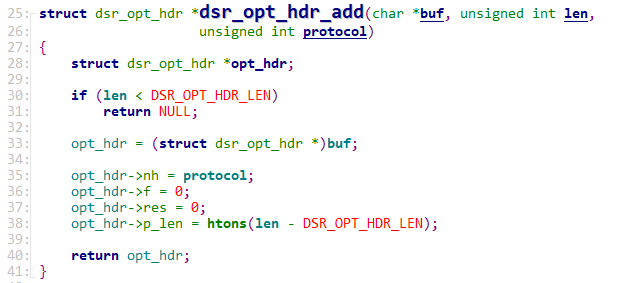 25: struct dsr_opt_hdr *dsr_opt_hdr_add(char *buf, unsigned int len,
26:                     unsigned int protocol)
27: {
28:     struct dsr_opt_hdr *opt_hdr;
29:
30:     if (len < DSR_OPT_HDR_LEN)
31:         return NULL;
32:
33:     opt_hdr = (struct dsr_opt_hdr *)buf;
34:
35:     opt_hdr->nh = protocol;
36:     opt_hdr->f = 0;
37:     opt_hdr->res = 0;
38:     opt_hdr->p_len = htons(len - DSR_OPT_HDR_LEN);
39:
40:     return opt_hdr;
41: }